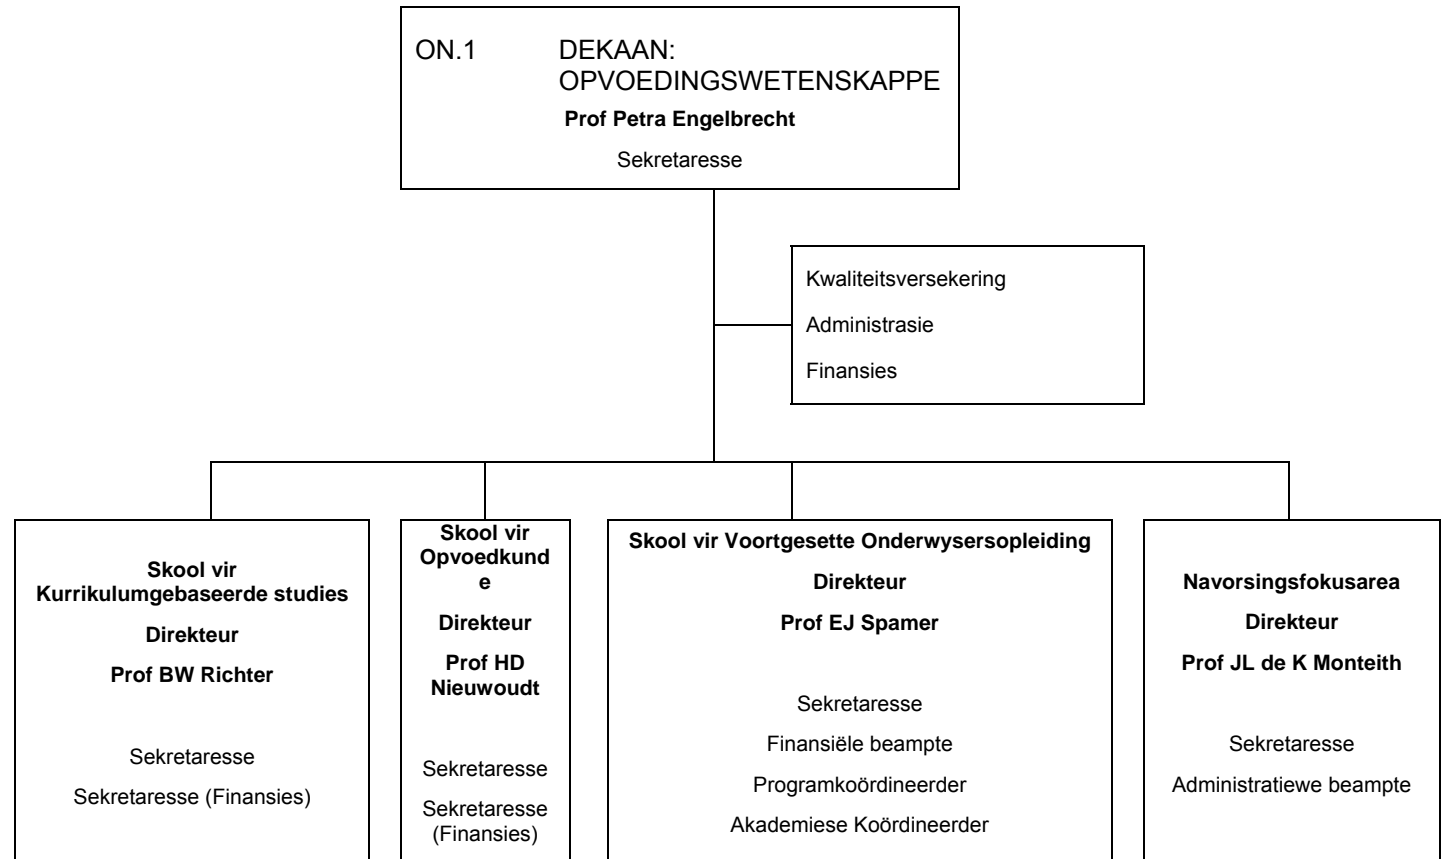 ON.1 DEKAAN:
OPVOEDINGSWETENSKAPPE
Prof Petra Engelbrecht
Sekretaresse
Kwaliteitsversekering
Administrasie
Finansies
Skool vir
Kurrikulumgebaseerde studies
Direkteur
Prof BW Richter
Sekretaresse
Sekretaresse (Finansies)
Skool vir
Opvoedkund
e
Direkteur
Prof HD
Nieuwoudt
Sekretaresse
Sekretaresse
(Finansies)
Skool vir Voortgesette Onderwysersopleiding
Direkteur
Prof EJ Spamer
Sekretaresse
Finansiële beampte
Programkoördineerder
Akademiese Koördineerder
Navorsingsfokusarea
Direkteur
Prof JL de K Monteith
Sekretaresse
Administratiewe beampte